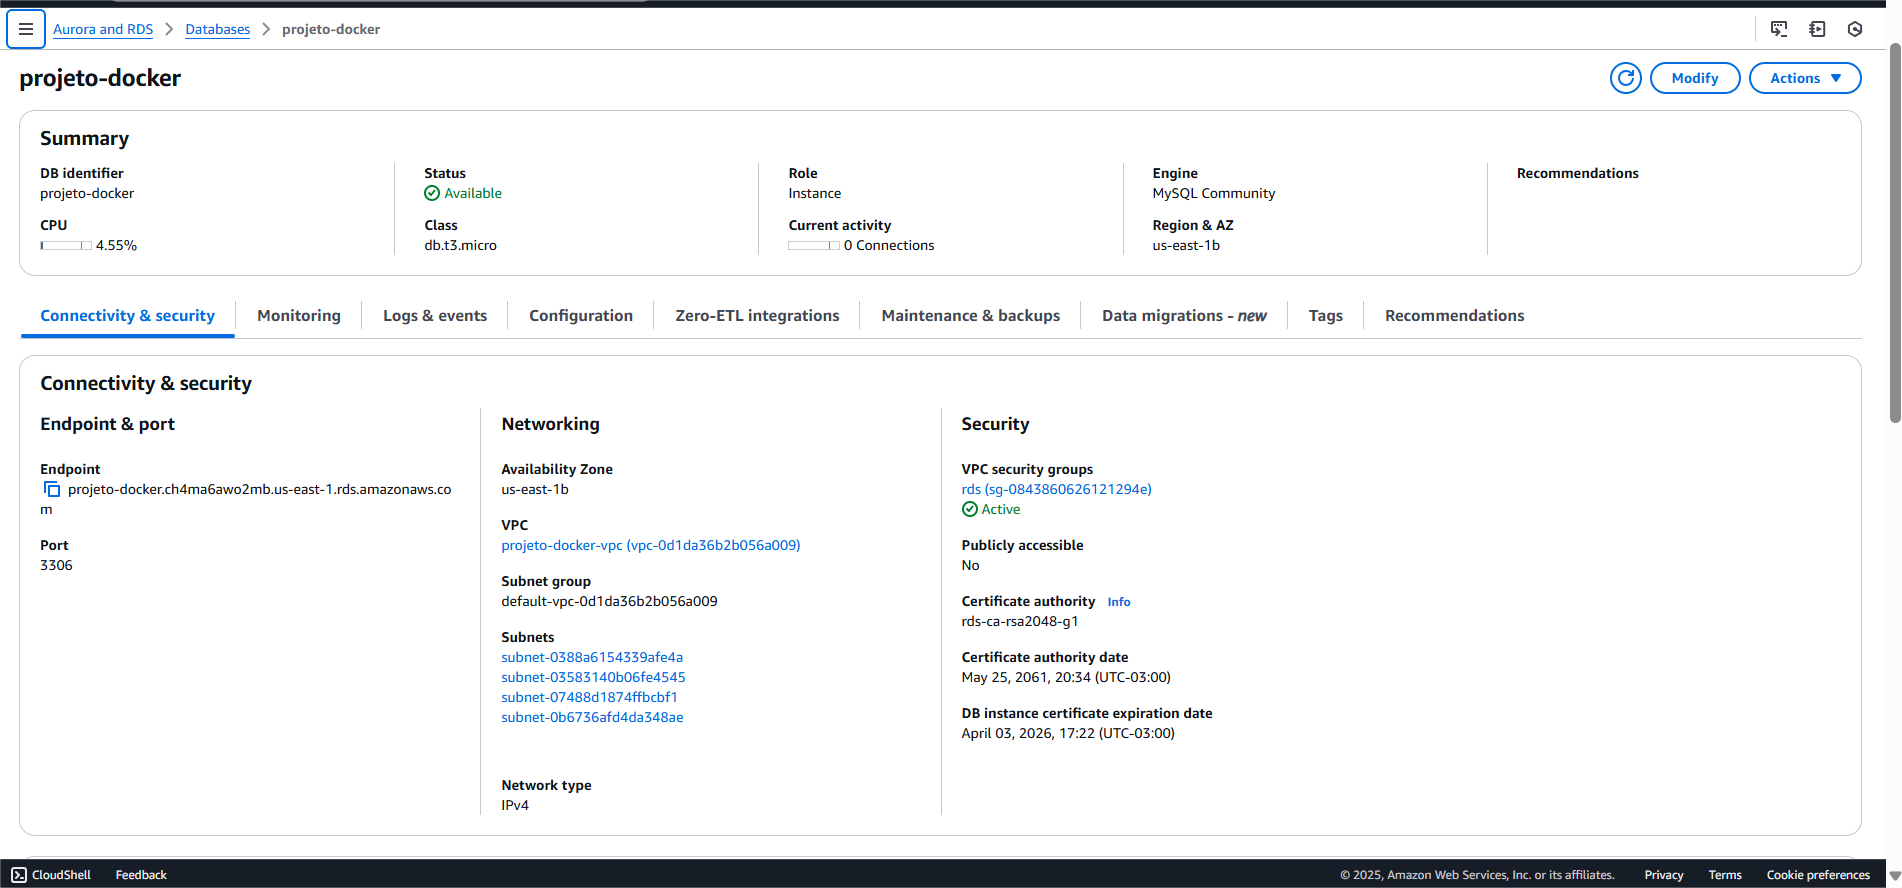 Aurora and RDS > Databases > projeto-docker
projeto-docker
Modify
Actions
Summary
DB identifier
projeto-docker
CPU
4.55%
Status
Available
Class
db.t3.micro
Role
Instance
Current activity
0 Connections
Engine
MySQL Community
Region & AZ
us-east-1b
Recommendations
Connectivity & security
Monitoring
Logs & events
Configuration
Zero-ETL integrations
Maintenance & backups
Data migrations - new
Tags
Recommendations
Connectivity & security
Endpoint & port
Endpoint
projeto-docker.ch4ma6awo2mb.us-east-1.rds.amazonaws.co
m
Port
3306
Networking
Availability Zone
us-east-1b
VPC
projeto-docker-vpc (vpc-0d1da36b2b056a009)
Subnet group
default-vpc-0d1da36b2b056a009
Subnets
subnet-0388a6154339afe4a
subnet-03583140b06fe4545
subnet-07488d1874ffbcbf1
subnet-0b6736afd4da348ae
Network type
IPv4
Security
VPC security groups
rds (sg-0843860626121294e)
Active
Publicly accessible
No
Certificate authority Info
rds-ca-rsa2048-g1
Certificate authority date
May 25, 2061, 20:34 (UTC-03:00)
DB instance certificate expiration date
April 03, 2026, 17:22 (UTC-03:00)
CloudShell
Feedback
© 2025, Amazon Web Services, Inc. or its affiliates.
Privacy
Terms
Cookie preferences